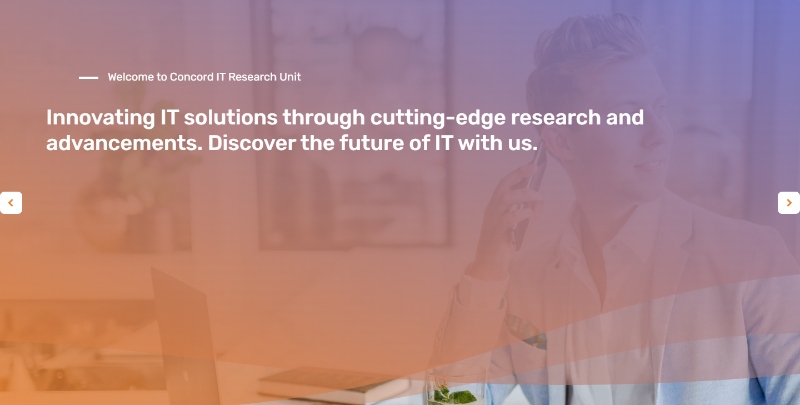 Welcome to Concord IT Research Unit
Innovating IT solutions through cutting-edge research and
advancements. Discover the future of IT with us.